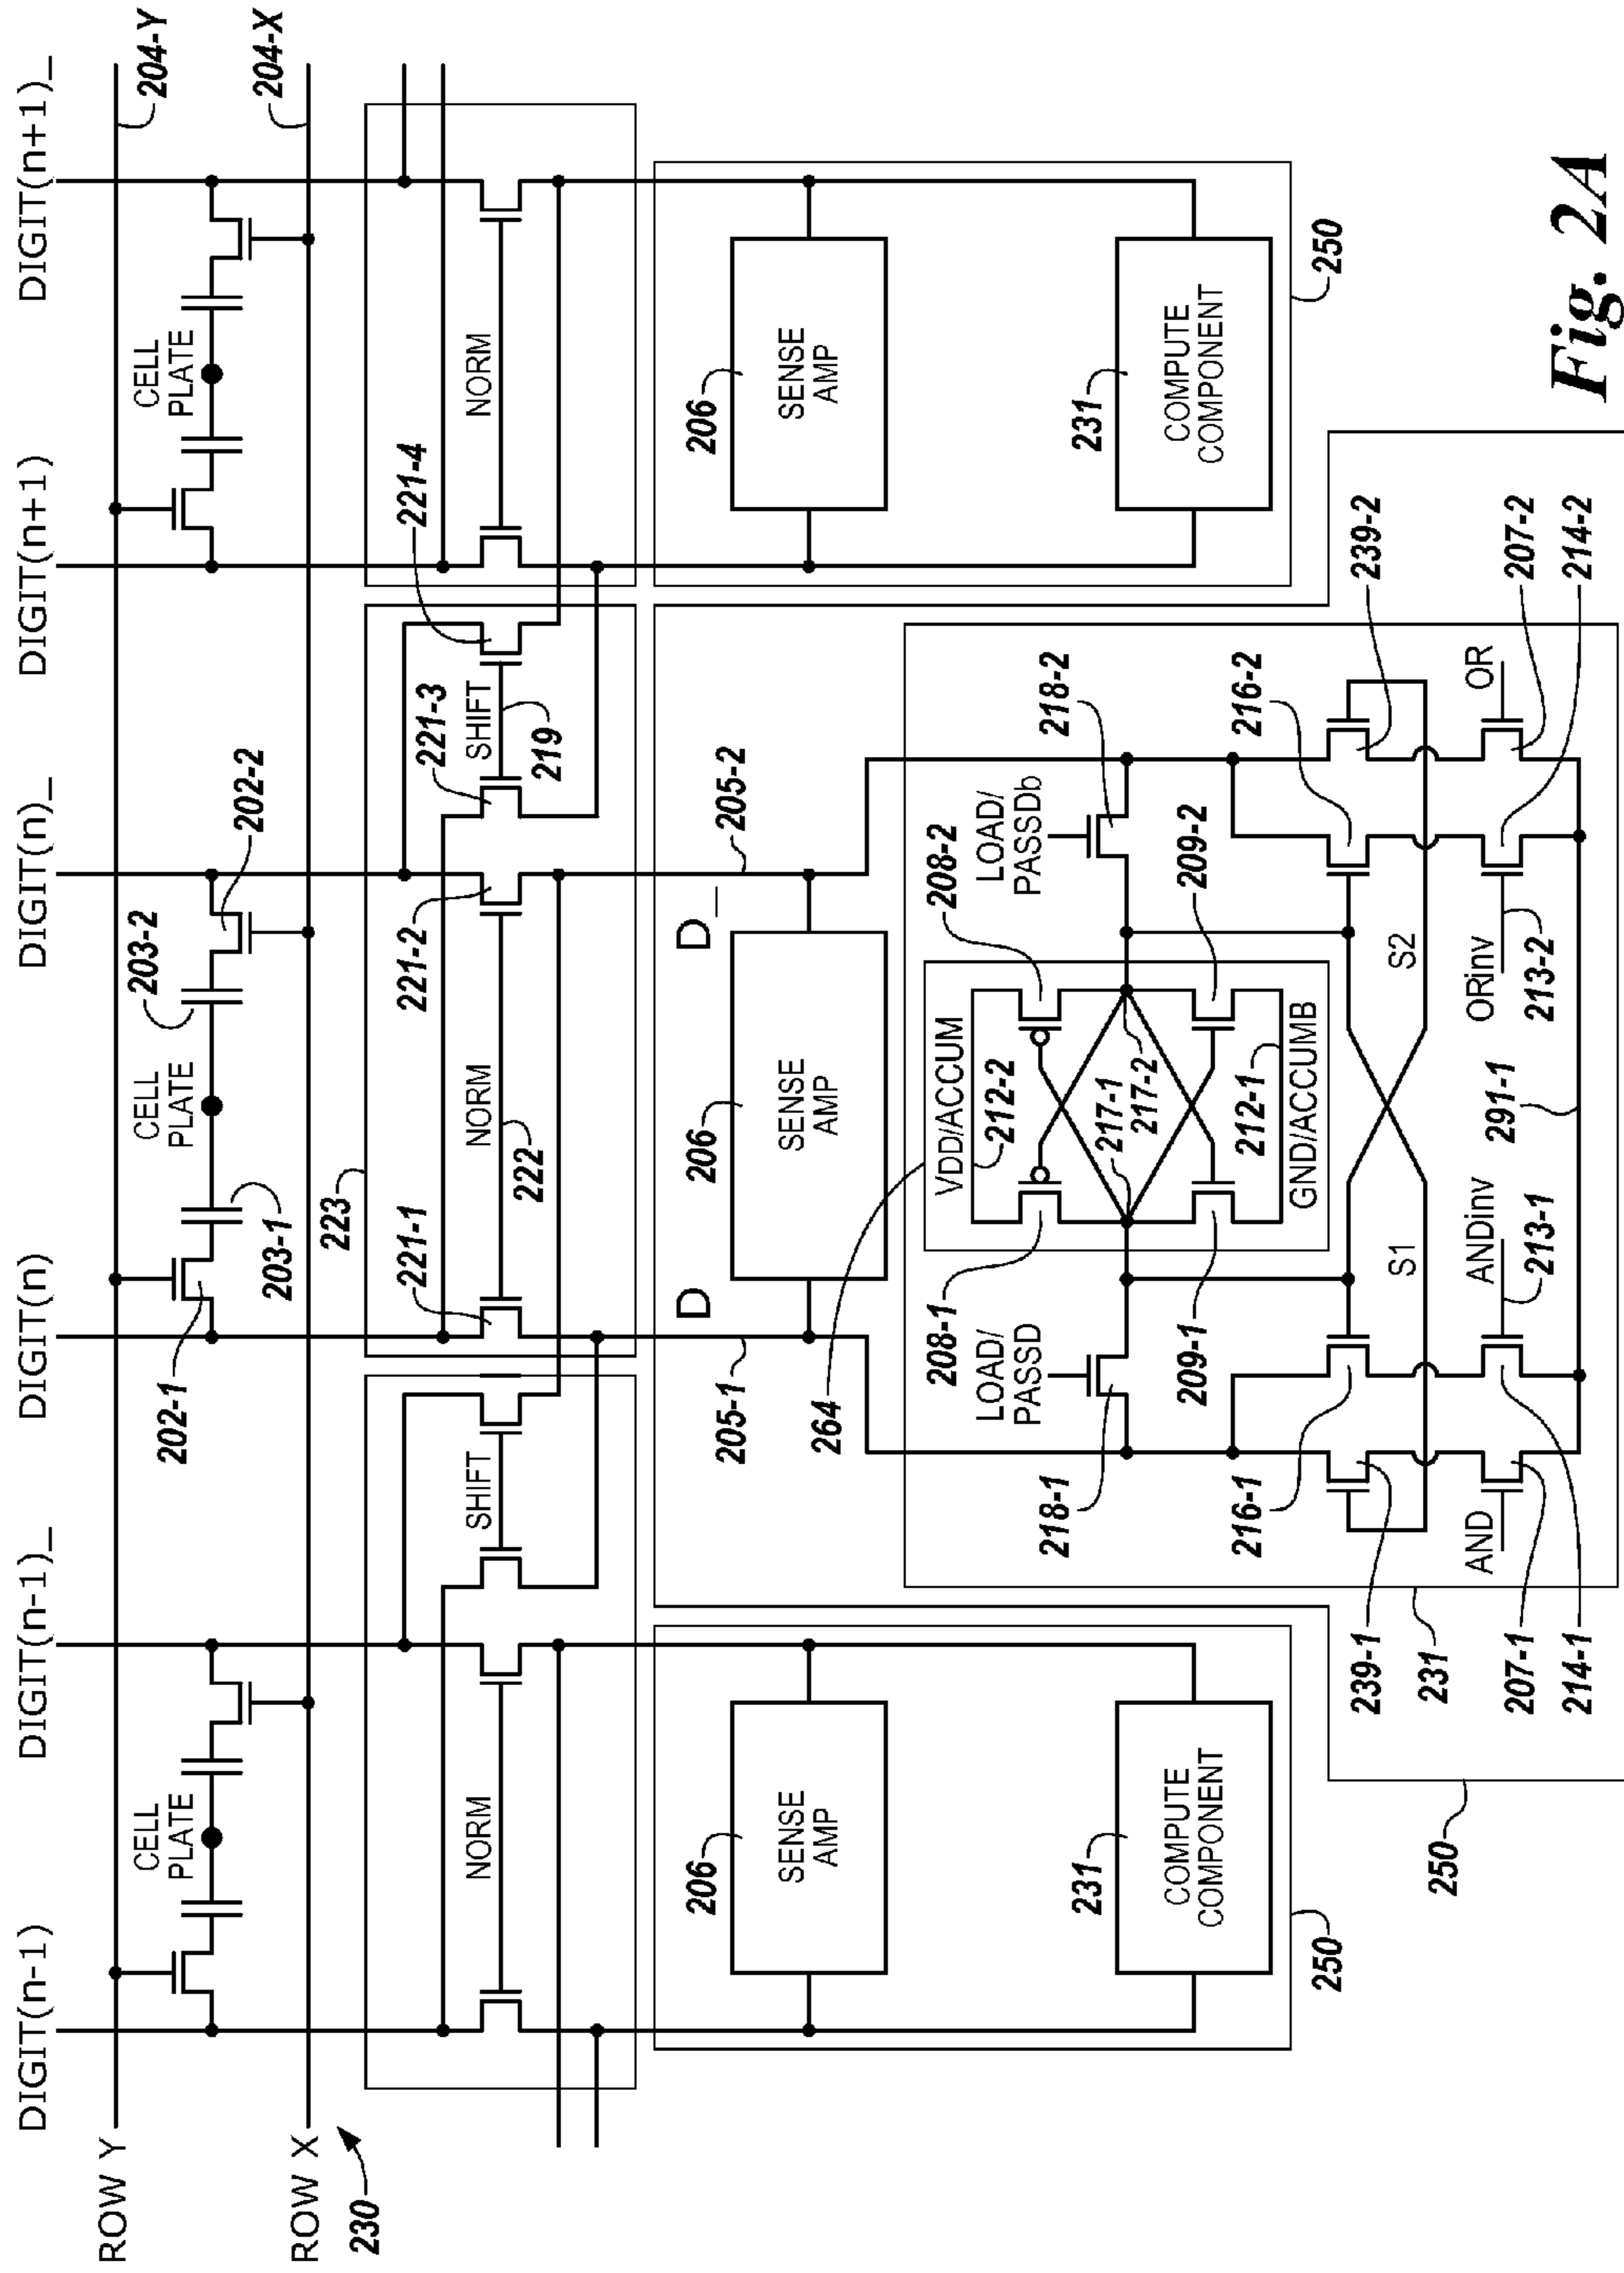 DIGIT(n-1)
DIGIT(n-1)_
DIGIT(n)
DIGIT(n)_
DIGIT(n+1)
DIGIT(n+1)_
ROW Y
204-Y
CELL
PLATE
CELL
PLATE
CELL
PLATE
202-1
203-1
203-2
202-2
ROW X
204-X
230
223
NORM
SHIFT
221-1
NORM
222
221-2
221-3
SHIFT
219
221-4
NORM
D
D_
205-1
205-2
206
SENSE
AMP
206
SENSE
AMP
206
SENSE
AMP
264
LOAD/
PASSD
208-1
VDD/ACCUM
212-2
208-2
LOAD/
PASSDb
218-1
218-2
217-1
217-2
209-1
209-2
212-1
GND/ACCUMB
231
COMPUTE
COMPONENT
231
COMPUTE
COMPONENT
216-1
216-2
250
250
239-1
239-2
S1
S2
231
250
AND
ANDinv
213-1
291-1
ORinv
213-2
OR
207-1
207-2
214-1
214-2
Fig. 2A